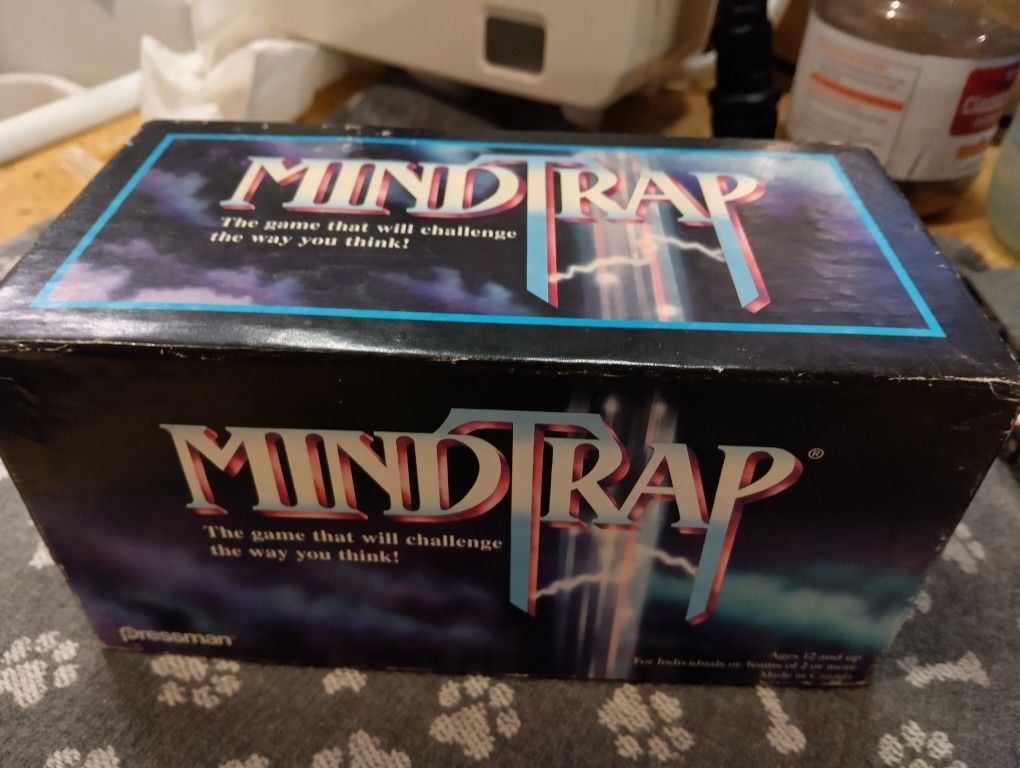 MINDTRAP
The game that will challenge
the way you think!
MINDTRAP®
The game that will challenge
the way you think!
pressman
Ages 12 and up
For Individuals or Teams of 2 or more
Made in Canada